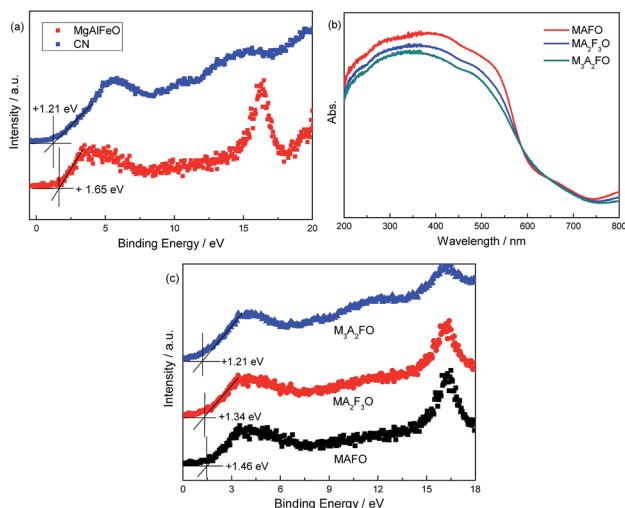 (a)
MgAlFeO
CN
+1.21 eV
+ 1.65 eV
Intensity / a.u.
0 5 10 15 20
Binding Energy / eV
(b)
MAFO
MA₂F₃O
M₃A₂FO
Abs.
200 300 400 500 600 700 800
Wavelength / nm
(c)
M₃A₂FO
+1.21 eV
MA₂F₃O
+1.34 eV
MAFO
+1.46 eV
Intensity / a.u.
0 3 6 9 12 15 18
Binding Energy / eV